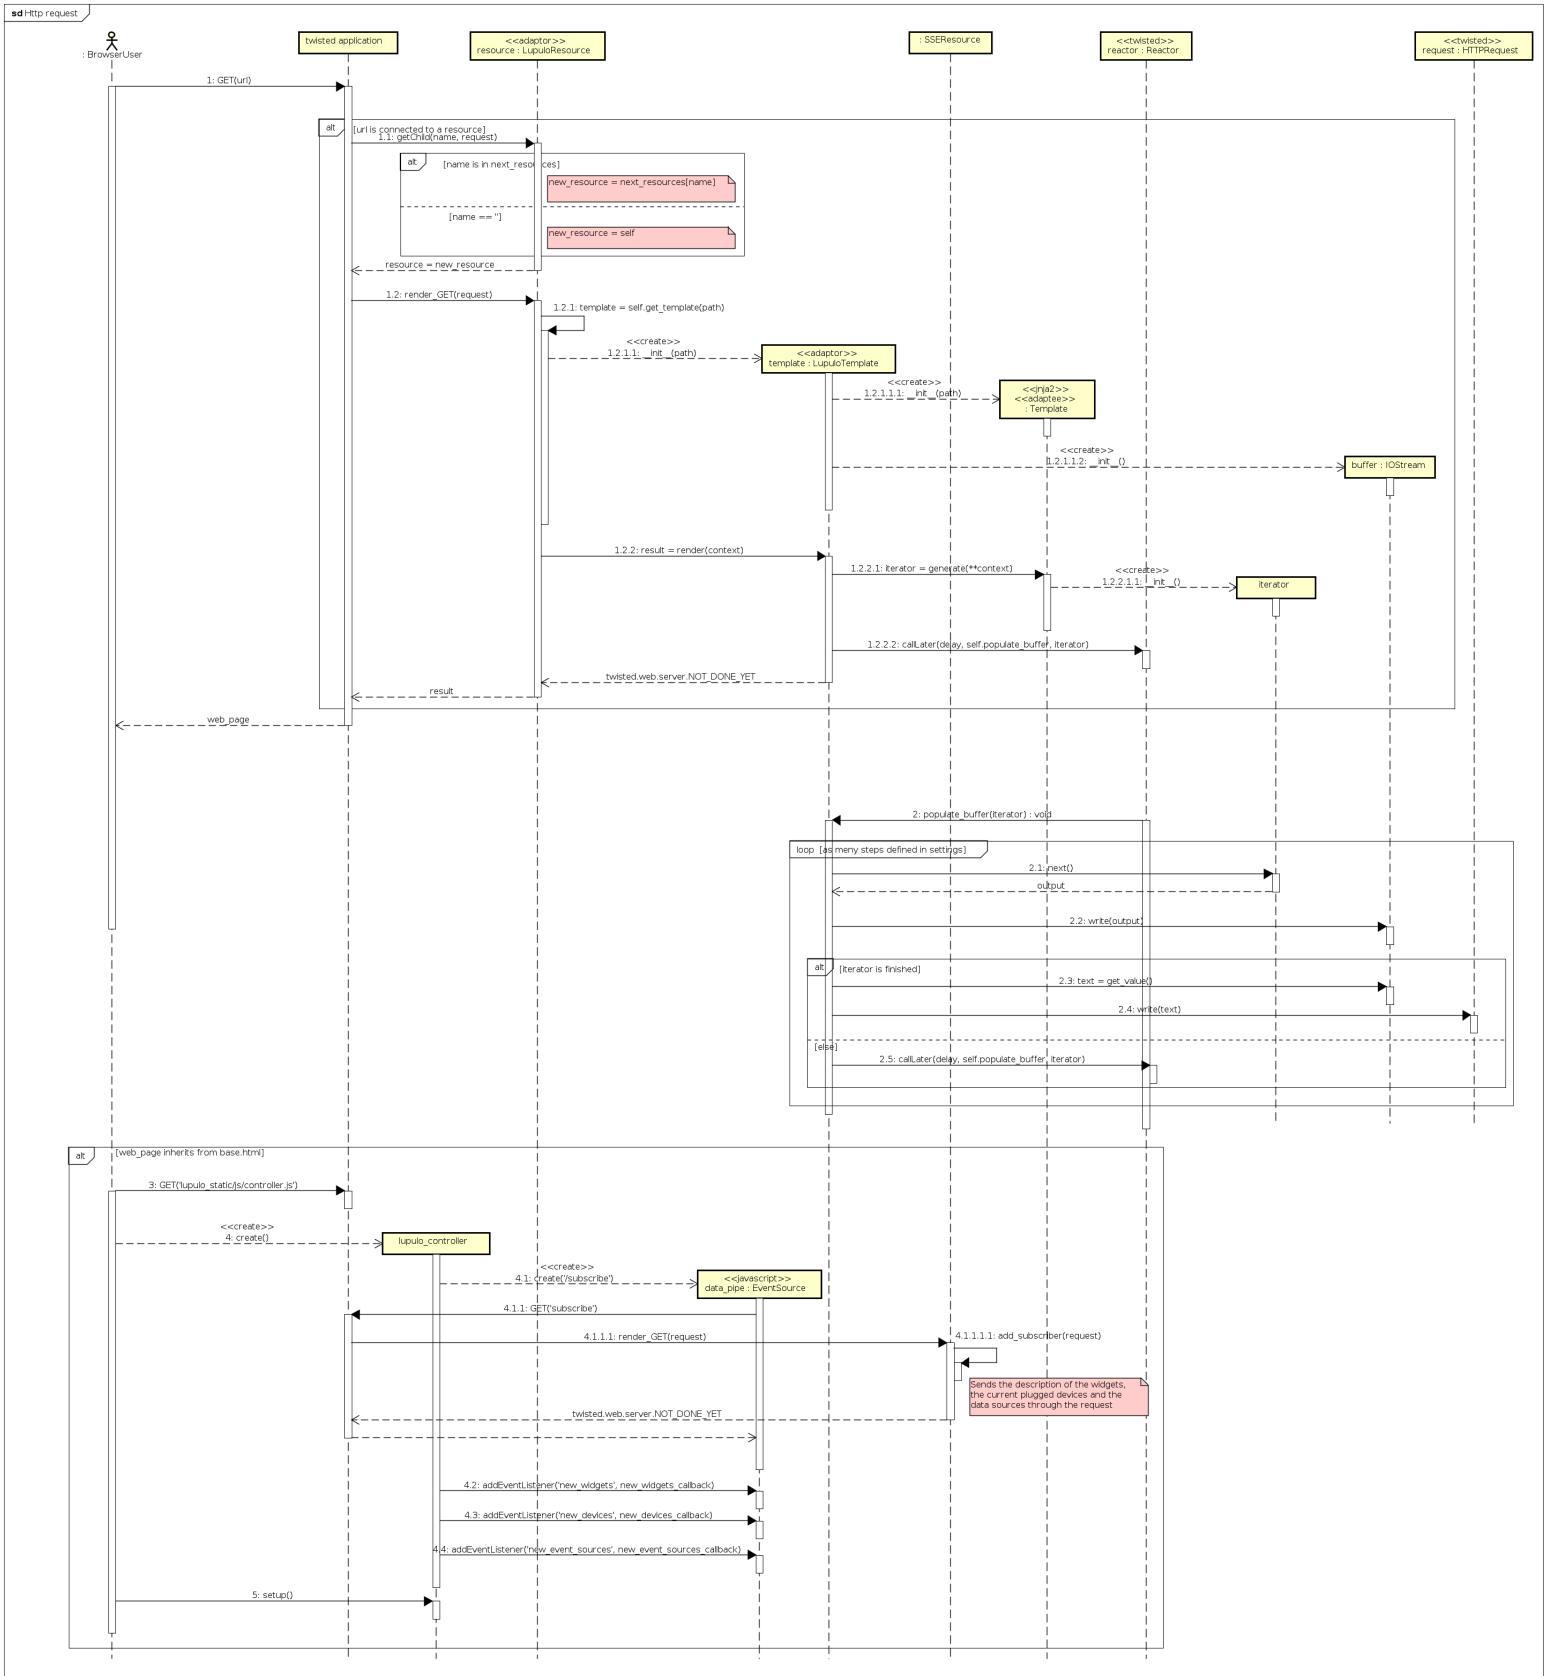 sd Http request
: BrowserUser
twisted application
<<adaptor>>
resource : LupuloResource
: SSEResource
<<twisted>>
reactor : Reactor
<<twisted>>
request : HTTPRequest
1: GET(url)
alt
[url is connected to a resource]
1.1: getChild(name, request)
alt
[name is in next_resources]
new_resource = next_resources[name]
[name == '']
new_resource = self
resource = new_resource
1.2: render_GET(request)
1.2.1: template = self.get_template(path)
<<create>>
1.2.1.1: __init__(path)
<<adaptor>>
template : LupuloTemplate
<<create>>
1.2.1.1.1: __init__(path)
<<jnja2>>
<<adaptee>>
: Template
<<create>>
1.2.1.1.2: __init__()
buffer : IOStream
1.2.2: result = render(context)
1.2.2.1: iterator = generate(**context)
<<create>>
1.2.2.1.1: __init__()
iterator
1.2.2.2: callLater(delay, self.populate_buffer, iterator)
twisted.web.server.NOT_DONE_YET
result
web_page
2: populate_buffer(iterator) : void
loop [as meny steps defined in settings]
2.1: next()
output
2.2: write(output)
alt
[iterator is finished]
2.3: text = get_value()
2.4: write(text)
[else]
2.5: callLater(delay, self.populate_buffer, iterator)
alt
[web_page inherits from base.html]
3: GET('lupulo_static/js/controller.js')
<<create>>
4: create()
lupulo_controller
<<create>>
4.1: create('/subscribe')
<<javascript>>
data_pipe : EventSource
4.1.1: GET('subscribe')
4.1.1.1: render_GET(request)
4.1.1.1.1: add_subscriber(request)
Sends the description of the widgets,
the current plugged devices and the
data sources through the request
twisted.web.server.NOT_DONE_YET
4.2: addEventListener('new_widgets', new_widgets_callback)
4.3: addEventListener('new_devices', new_devices_callback)
4.4: addEventListener('new_event_sources', new_event_sources_callback)
5: setup()